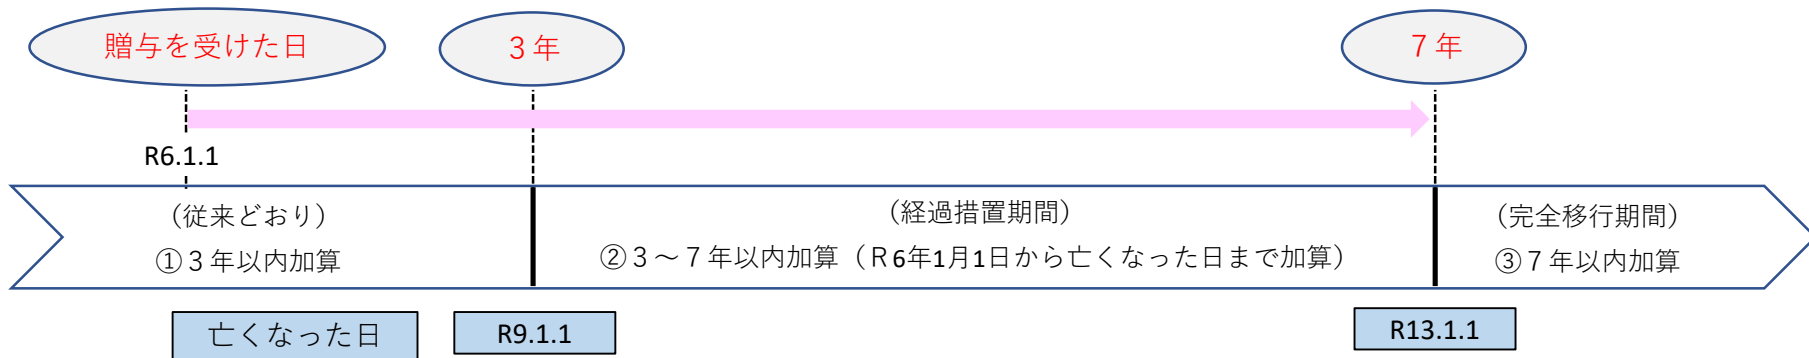 贈与を受けた日
３年
７年
R6.1.1
（従来どおり）
①３年以内加算
（経過措置期間）
②３～７年以内加算（Ｒ6年1月1日から亡くなった日まで加算）
（完全移行期間）
③７年以内加算
亡くなった日
R9.1.1
R13.1.1